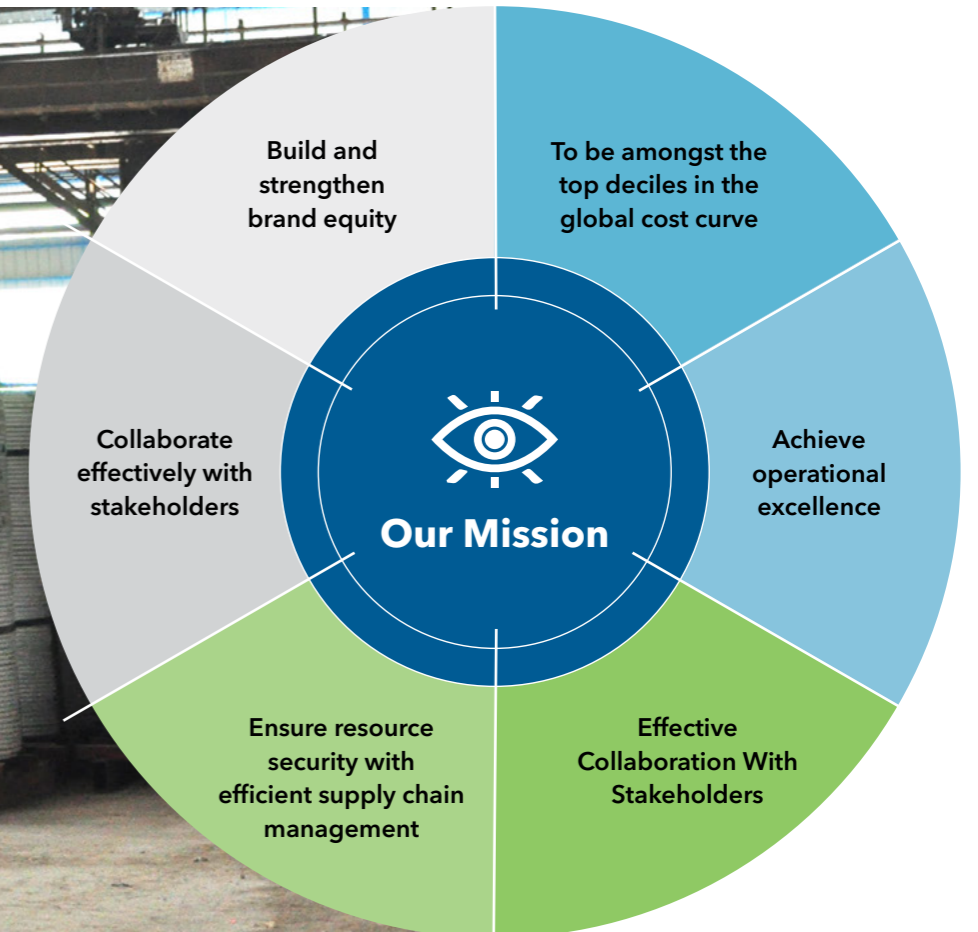 Build and
strengthen
brand equity
To be amongst the
top deciles in the
global cost curve
Collaborate
effectively with
stakeholders
Our Mission
Achieve
operational
excellence
Ensure resource
security with
efficient supply chain
management
Effective
Collaboration With
Stakeholders